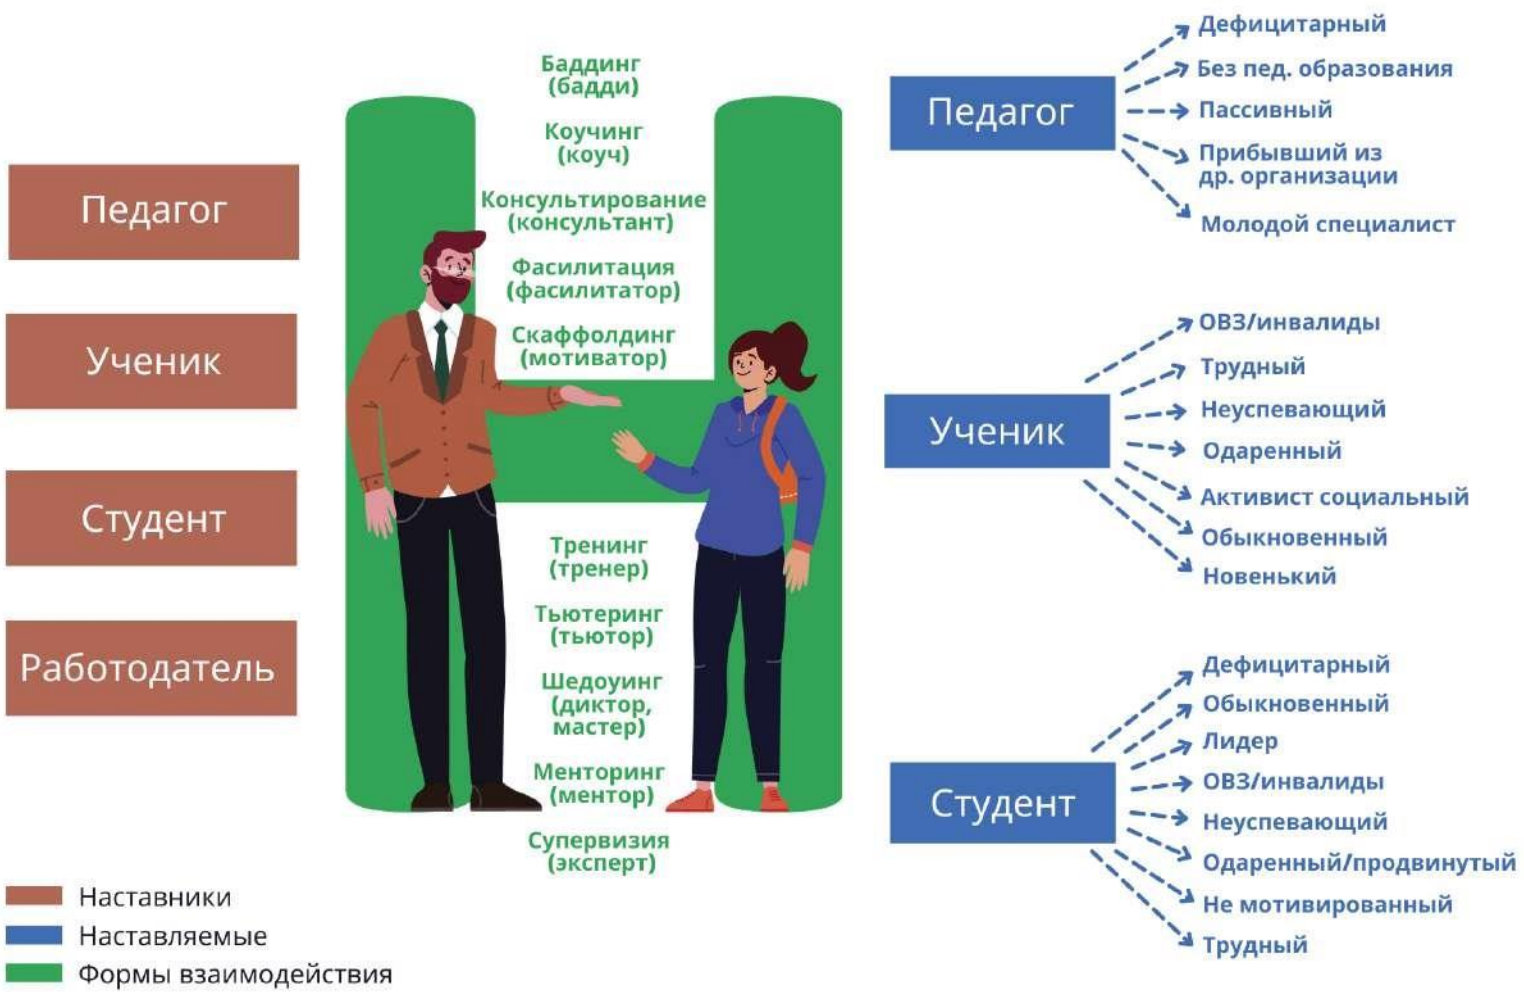 Педагог
Ученик
Студент
Работодатель
Баддинг
(бадди)
Коучинг
(коуч)
Консультирование
(консультант)
Фасилитация
(фасилитатор)
Скаффолдинг
(мотиватор)
Тренинг
(тренер)
Тьютеринг
(тьютор)
Шедоуинг
(диктор,
мастер)
Менторинг
(ментор)
Супервизия
(эксперт)
Педагог
Дефицитарный
Без пед. образования
Пассивный
Прибывший из
др. организации
Молодой специалист
Ученик
ОВЗ/инвалиды
Трудный
Неуспевающий
Одаренный
Активист социальный
Обыкновенный
Новенький
Студент
Дефицитарный
Обыкновенный
Лидер
ОВЗ/инвалиды
Неуспевающий
Одаренный/продвинутый
Не мотивированный
Трудный
Наставники
Наставляемые
Формы взаимодействия